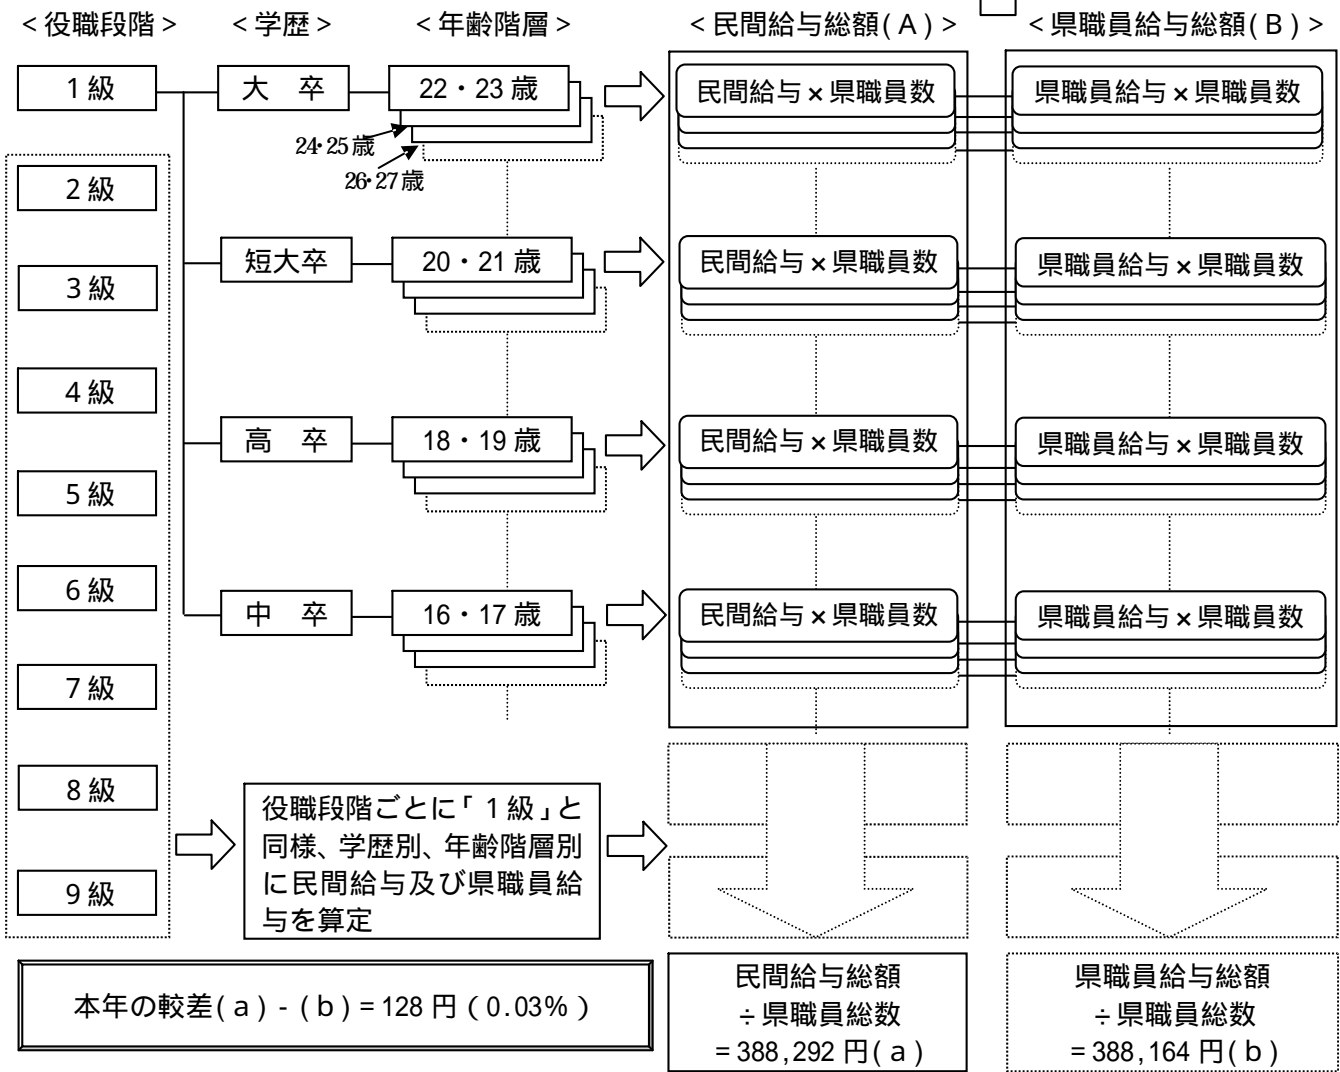 ＜役職段階＞
＜学歴＞
＜年齢階層＞
＜民間給与総額(Ａ)＞
＜県職員給与総額(Ｂ)＞
1級
大　卒
22・23歳
民間給与×県職員数
県職員給与×県職員数
24・25歳
26・27歳
2級
短大卒
20・21歳
民間給与×県職員数
県職員給与×県職員数
3級
4級
高　卒
18・19歳
民間給与×県職員数
県職員給与×県職員数
5級
6級
中　卒
16・17歳
民間給与×県職員数
県職員給与×県職員数
7級
8級
9級
役職段階ごとに「1級」と
同様、学歴別、年齢階層別
に民間給与及び県職員給
与を算定
本年の較差(ａ)-(ｂ)=128円(0.03%)
民間給与総額
÷県職員総数
=388,292円(ａ)
県職員給与総額
÷県職員総数
=388,164円(ｂ)